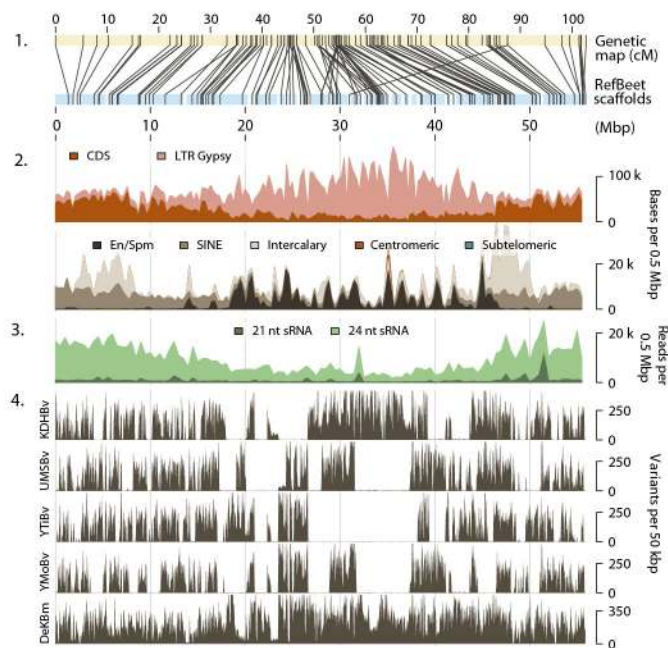 1.
0 10 20 30 40 50 60 70 80 90 100
Genetic
map (cM)
RefBeet
scaffolds
0 10 20 30 40 50 (Mbp)
2.
CDS LTR Gypsy
100 k
0
En/Spm SINE Intercalary Centromeric Subtelomeric
20 k
0
Bases per 0.5 Mbp
3.
21 nt sRNA 24 nt sRNA
20 k
0
Reads per
0.5 Mbp
4.
KDHBv 250
0
UMSBv 250
0
YTiBv 250
0
YMoBv 250
0
DeKBm 350
0
Variants per 50 kbp